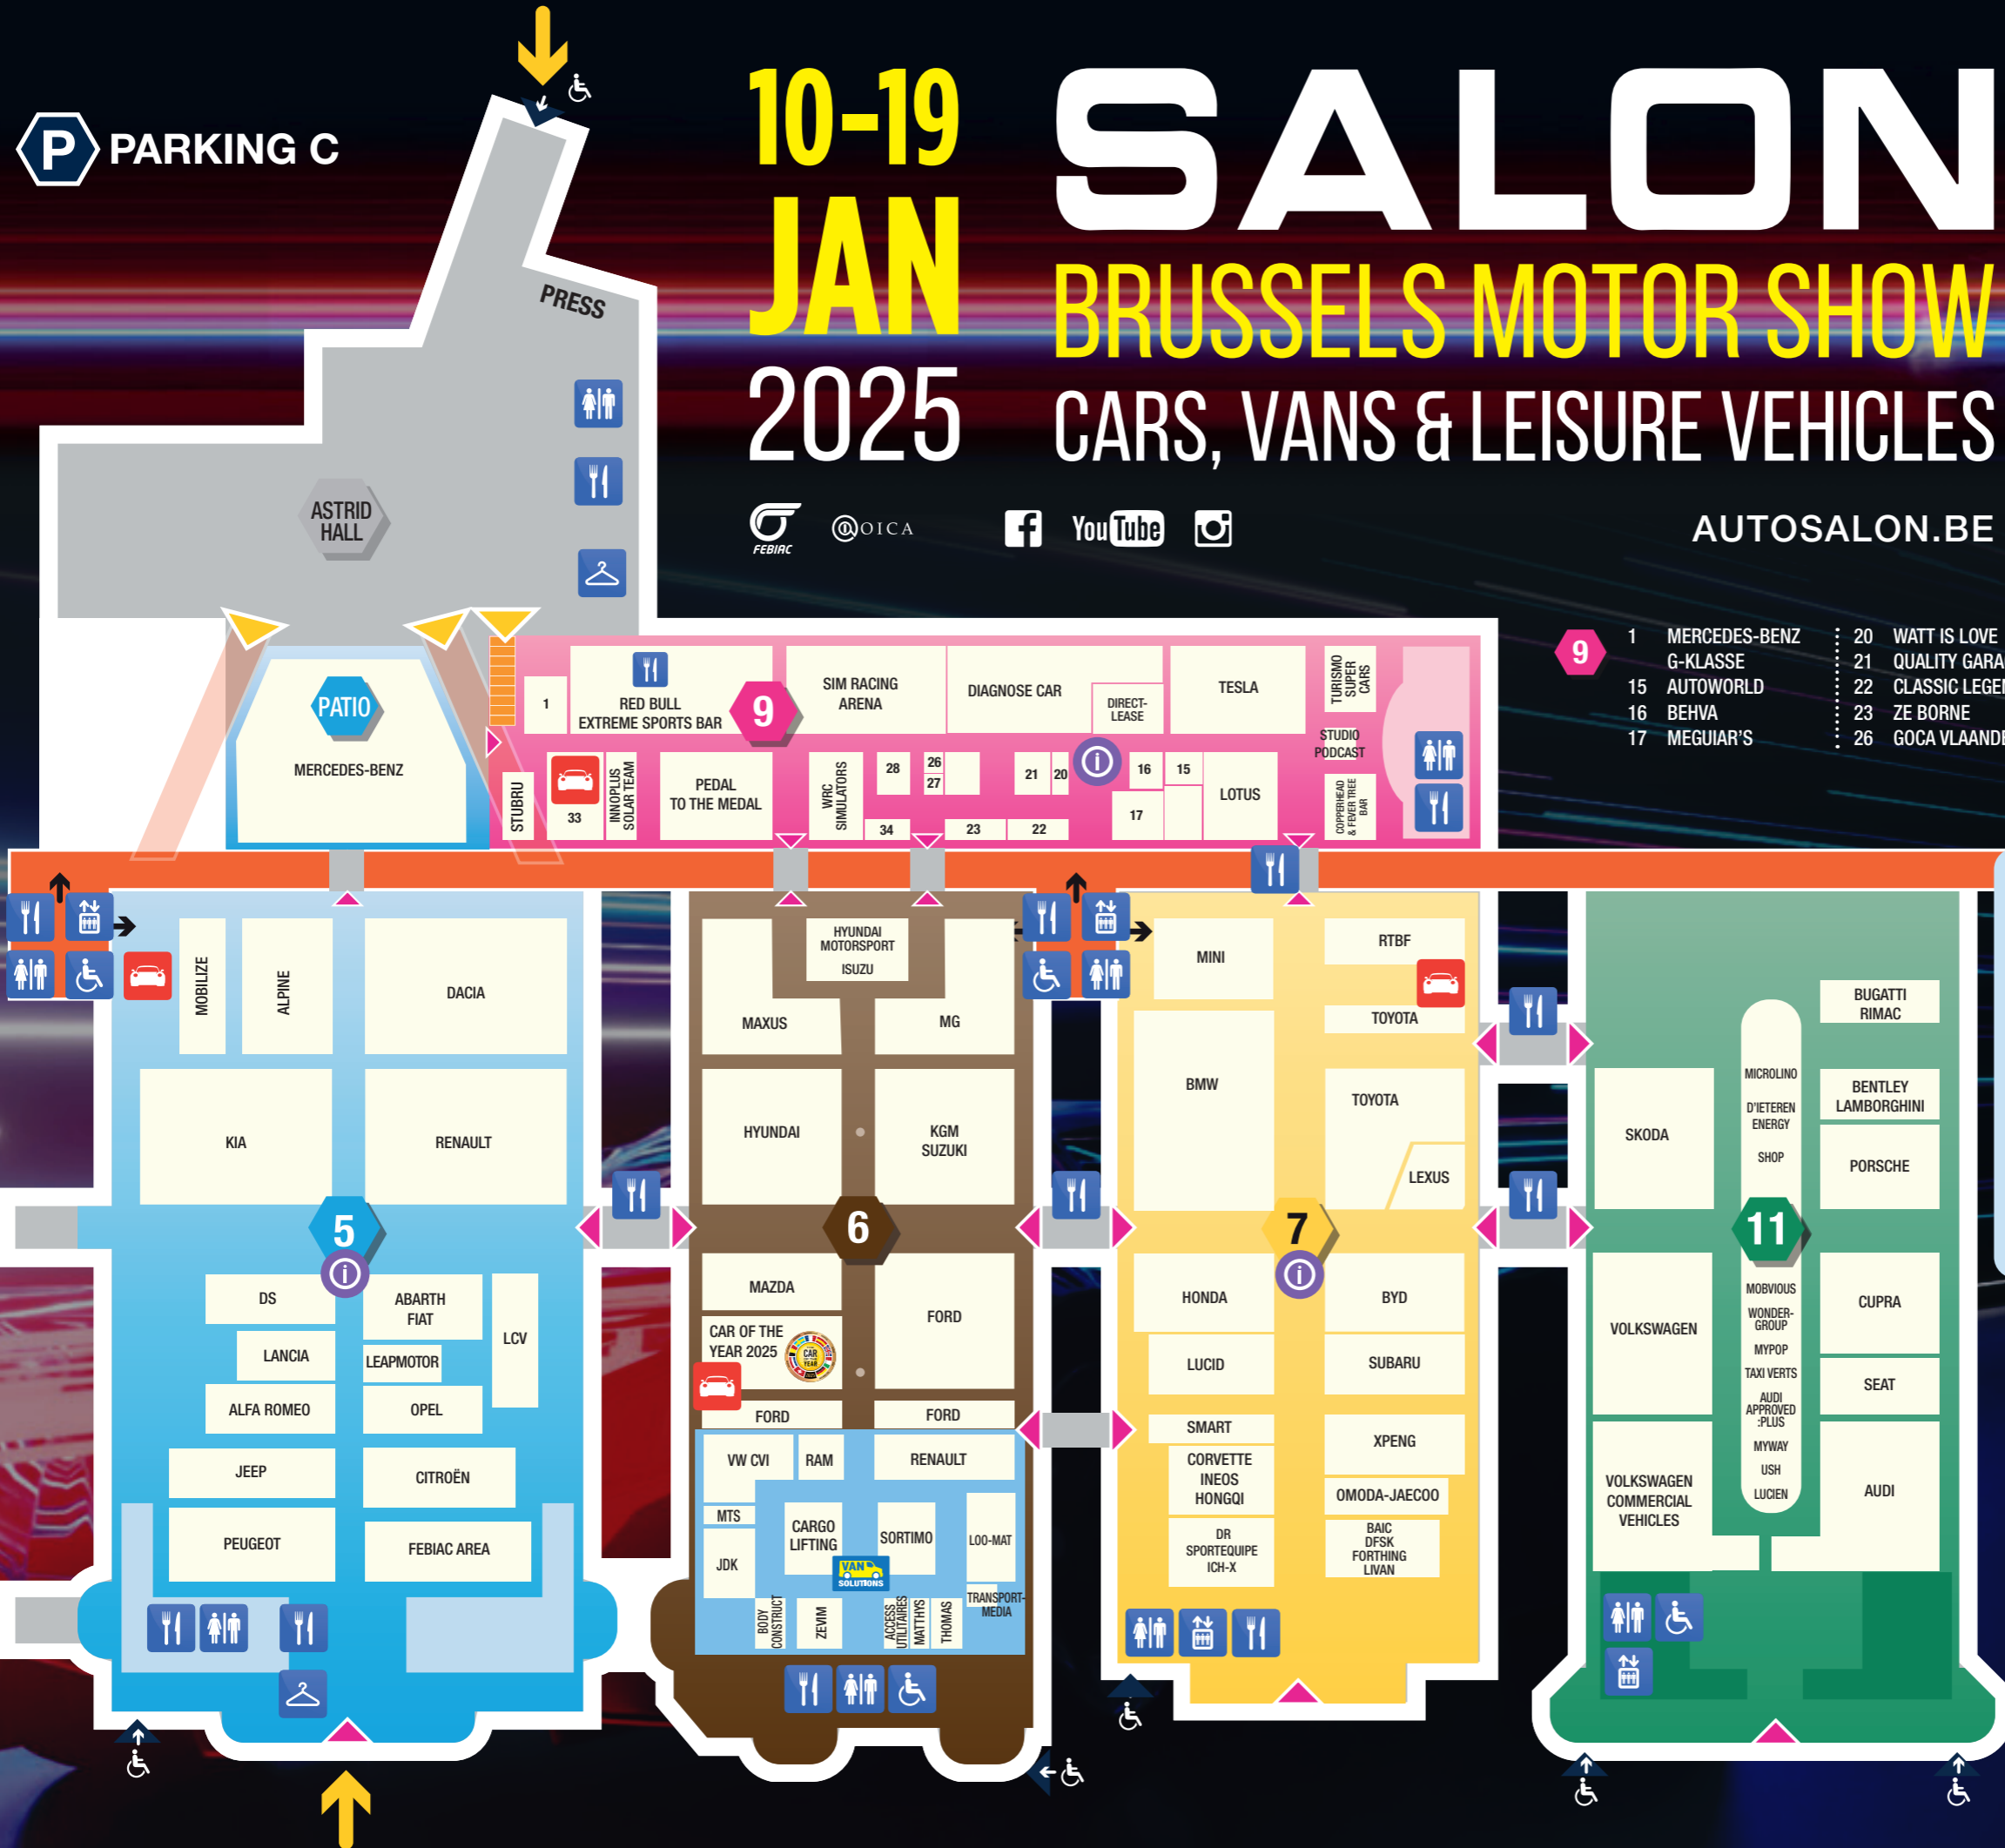 P PARKING C
10-19
JAN
2025
SALON
BRUSSELS MOTOR SHOW
CARS, VANS & LEISURE VEHICLES
FEBIAC
OICA
YouTube
AUTOSALON.BE
PRESS
ASTRID
HALL
PATIO
MERCEDES-BENZ
9
1 MERCEDES-BENZ
G-KLASSE
15 AUTOWORLD
16 BEHVA
17 MEGUIAR'S
20 WATT IS LOVE
21 QUALITY GARA
22 CLASSIC LEGEN
23 ZE BORNE
26 GOCA VLAANDE
1
RED BULL
EXTREME SPORTS BAR
9
SIM RACING
ARENA
DIAGNOSE CAR
DIRECT-
LEASE
TESLA
TURISMO
SUPER
CARS
STUDIO
PODCAST
STUBRU
33
INNOPLUS
SOLAR TEAM
PEDAL
TO THE MEDAL
WRC
SIMULATORS
28
26
27
34
23
21
20
22
i
16
15
17
LOTUS
COPPERHEAD
& FEVER TREE
BAR
MOBILIZE
ALPINE
DACIA
KIA
RENAULT
5
i
DS
ABARTH
FIAT
LCV
LANCIA
LEAPMOTOR
ALFA ROMEO
OPEL
JEEP
CITROËN
PEUGEOT
FEBIAC AREA
HYUNDAI
MOTORSPORT
ISUZU
MAXUS
MG
HYUNDAI
KGM
SUZUKI
6
MAZDA
FORD
CAR OF THE
YEAR 2025
CAR
OF THE
YEAR
FORD
FORD
VW CVI
RAM
RENAULT
MTS
CARGO
LIFTING
SORTIMO
LOO-MAT
JDK
VAN
SOLUTIONS
BODY
CONSTRUCT
ZEVIM
ACCESS
UTILITAIRES
MATTHYS
THOMAS
TRANSPORT-
MEDIA
MINI
RTBF
TOYOTA
BMW
TOYOTA
LEXUS
7
i
HONDA
BYD
LUCID
SUBARU
SMART
XPENG
CORVETTE
INEOS
HONGQI
OMODA-JAECOO
DR
SPORTEQUIPE
ICH-X
BAIC
DFSK
FORTHING
LIVAN
BUGATTI
RIMAC
MICROLINO
D'IETEREN
ENERGY
SHOP
BENTLEY
LAMBORGHINI
SKODA
PORSCHE
11
MOBVIOUS
WONDER-
GROUP
MYPOP
TAXI VERTS
AUDI
APPROVED
:PLUS
MYWAY
USH
LUCIEN
VOLKSWAGEN
CUPRA
SEAT
VOLKSWAGEN
COMMERCIAL
VEHICLES
AUDI